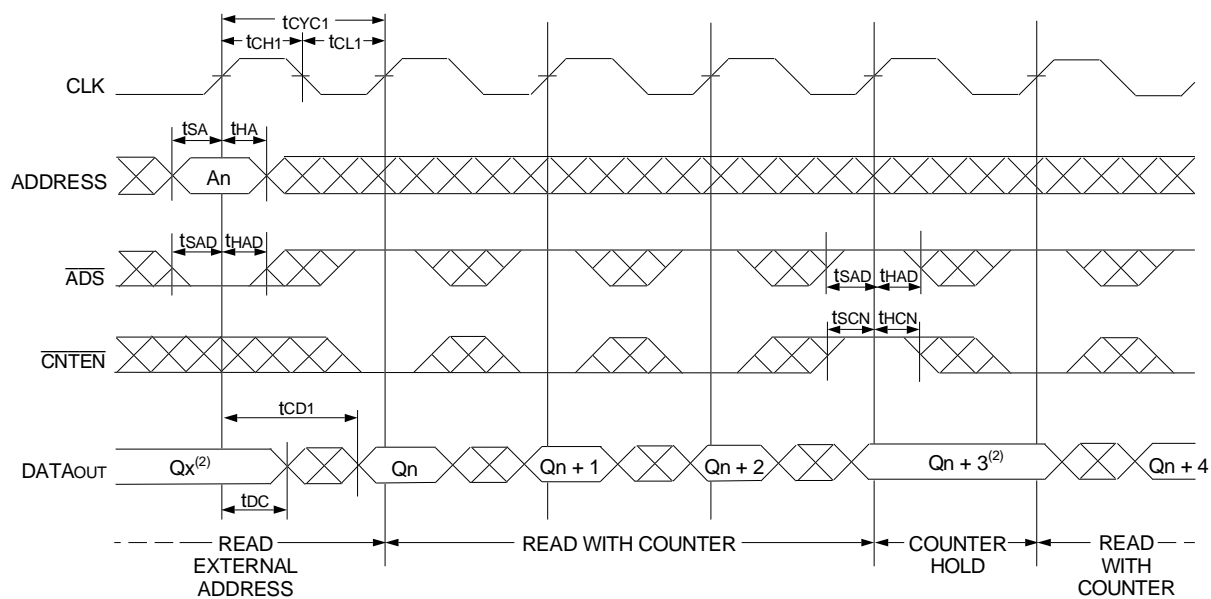 tCYC1
tCH1 tCL1
CLK
tSA tHA
ADDRESS An
tSAD tHAD
ADS tSAD tHAD
tSCN tHCN
CNTEN
tCD1
DATAOUT Qx(2) Qn Qn + 1 Qn + 2 Qn + 3(2) Qn + 4
tDC
READ EXTERNAL ADDRESS
READ WITH COUNTER
COUNTER HOLD
READ WITH COUNTER